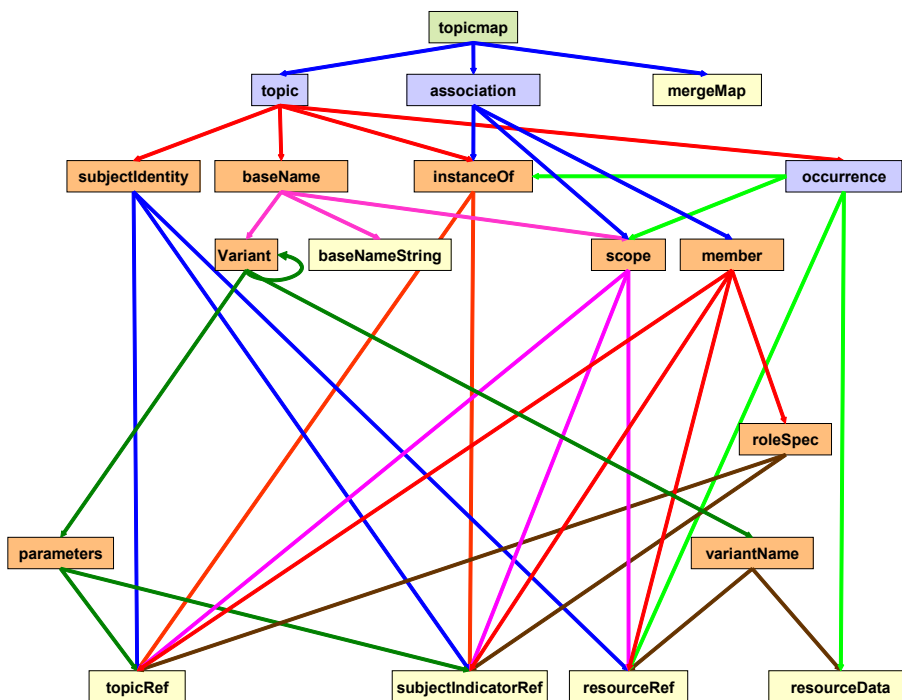 topicmap
topic
association
mergeMap
subjectIdentity
baseName
instanceOf
occurrence
Variant
baseNameString
scope
member
roleSpec
parameters
variantName
topicRef
subjectIndicatorRef
resourceRef
resourceData